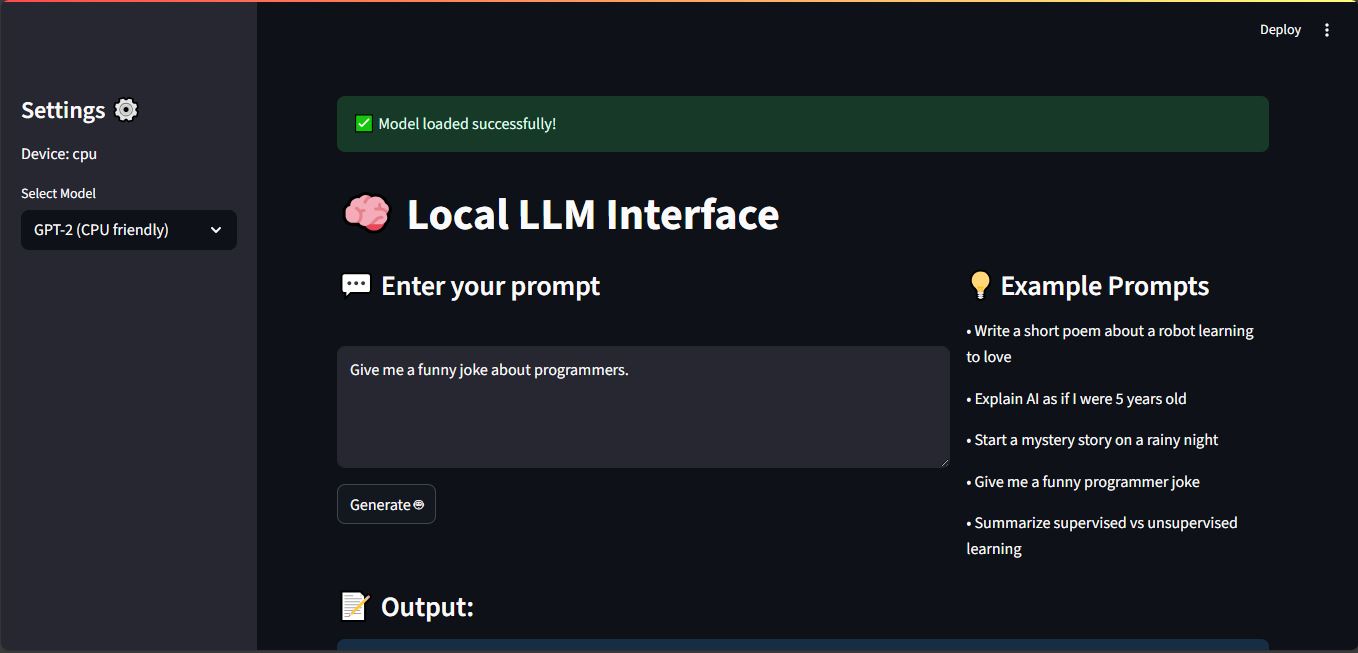 Deploy
Settings
Device: cpu
Select Model
GPT-2 (CPU friendly)
✅ Model loaded successfully!
🧠 Local LLM Interface
💬 Enter your prompt
Give me a funny joke about programmers.
Generate
💡 Example Prompts
• Write a short poem about a robot learning
to love
• Explain AI as if I were 5 years old
• Start a mystery story on a rainy night
• Give me a funny programmer joke
• Summarize supervised vs unsupervised
learning
📝 Output: